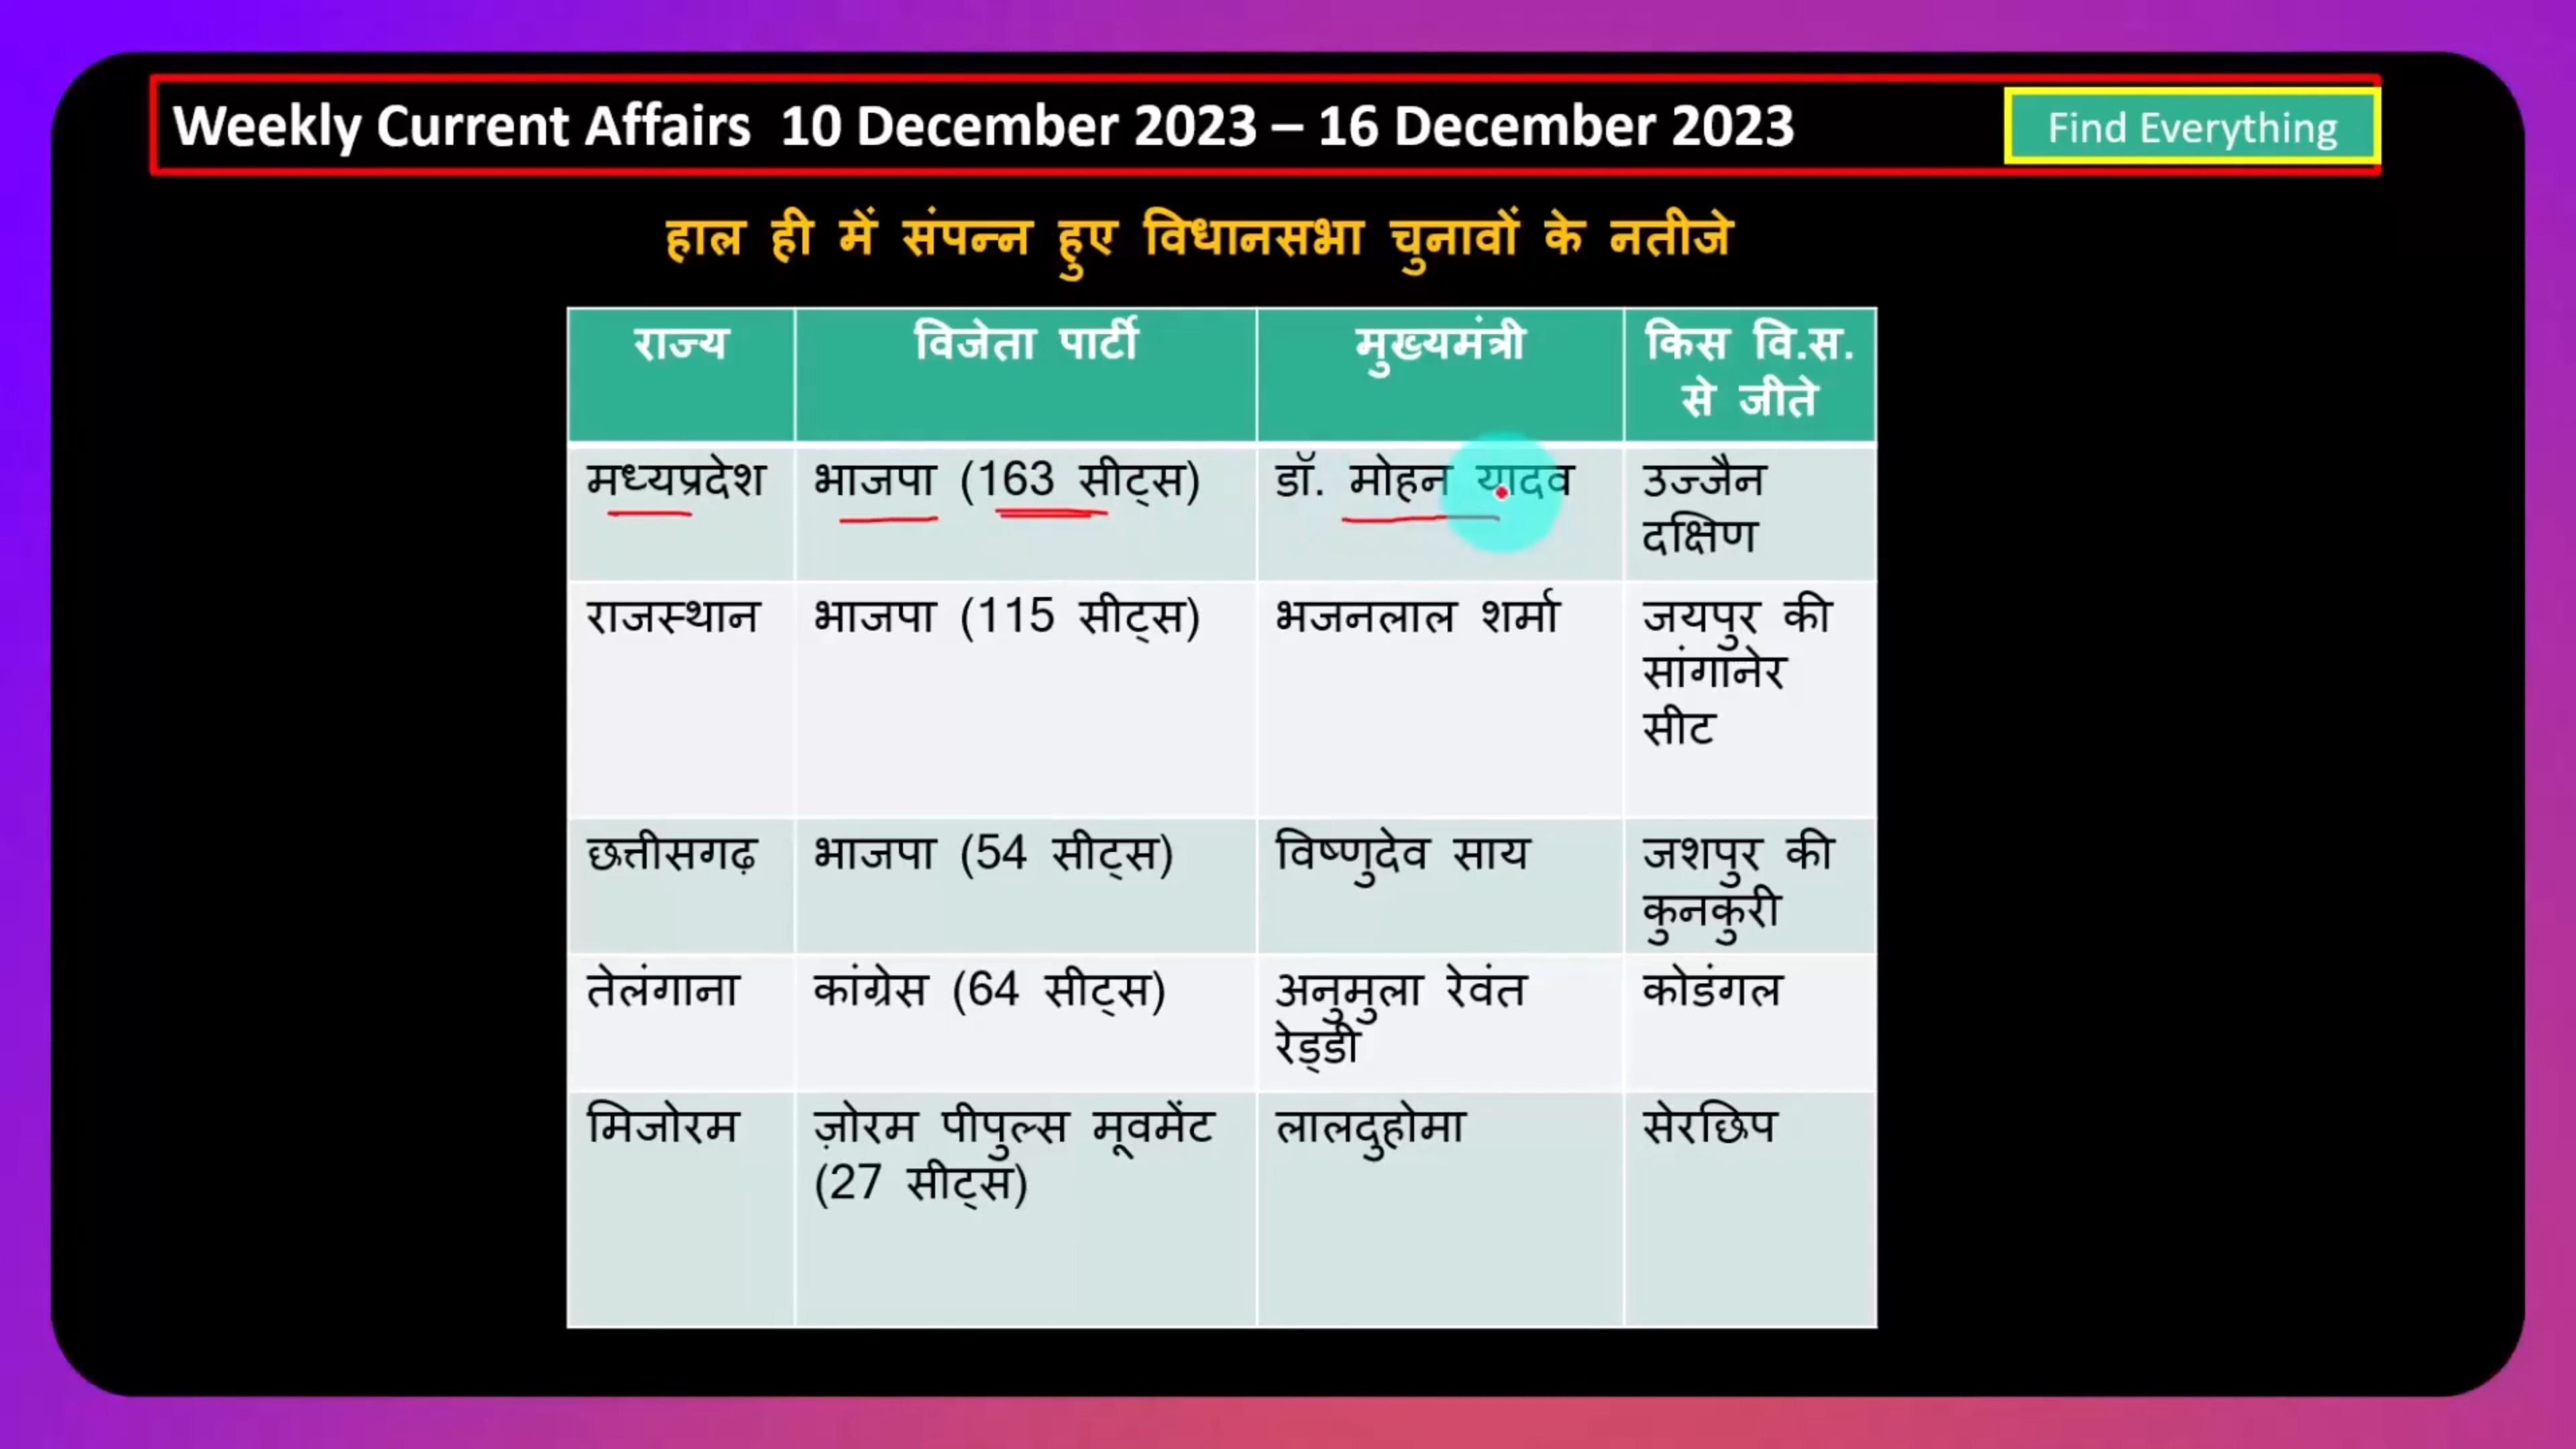 Weekly Current Affairs 10 December 2023 – 16 December 2023
Find Everything
हाल ही में संपन्न हुए विधानसभा चुनावों के नतीजे
राज्य विजेता पार्टी मुख्यमंत्री किस वि.स.
से जीते
मध्यप्रदेश भाजपा (163 सीट्स) डॉ. मोहन यादव उज्जैन
दक्षिण
राजस्थान भाजपा (115 सीट्स) भजनलाल शर्मा जयपुर की
सांगानेर
सीट
छत्तीसगढ़ भाजपा (54 सीट्स) विष्णुदेव साय जशपुर की
कुनकुरी
तेलंगाना कांग्रेस (64 सीट्स) अनुमुला रेवंत कोडंगल
रेड्डी
मिजोरम ज़ोरम पीपुल्स मूवमेंट लालदुहोमा सेरछिप
(27 सीट्स)